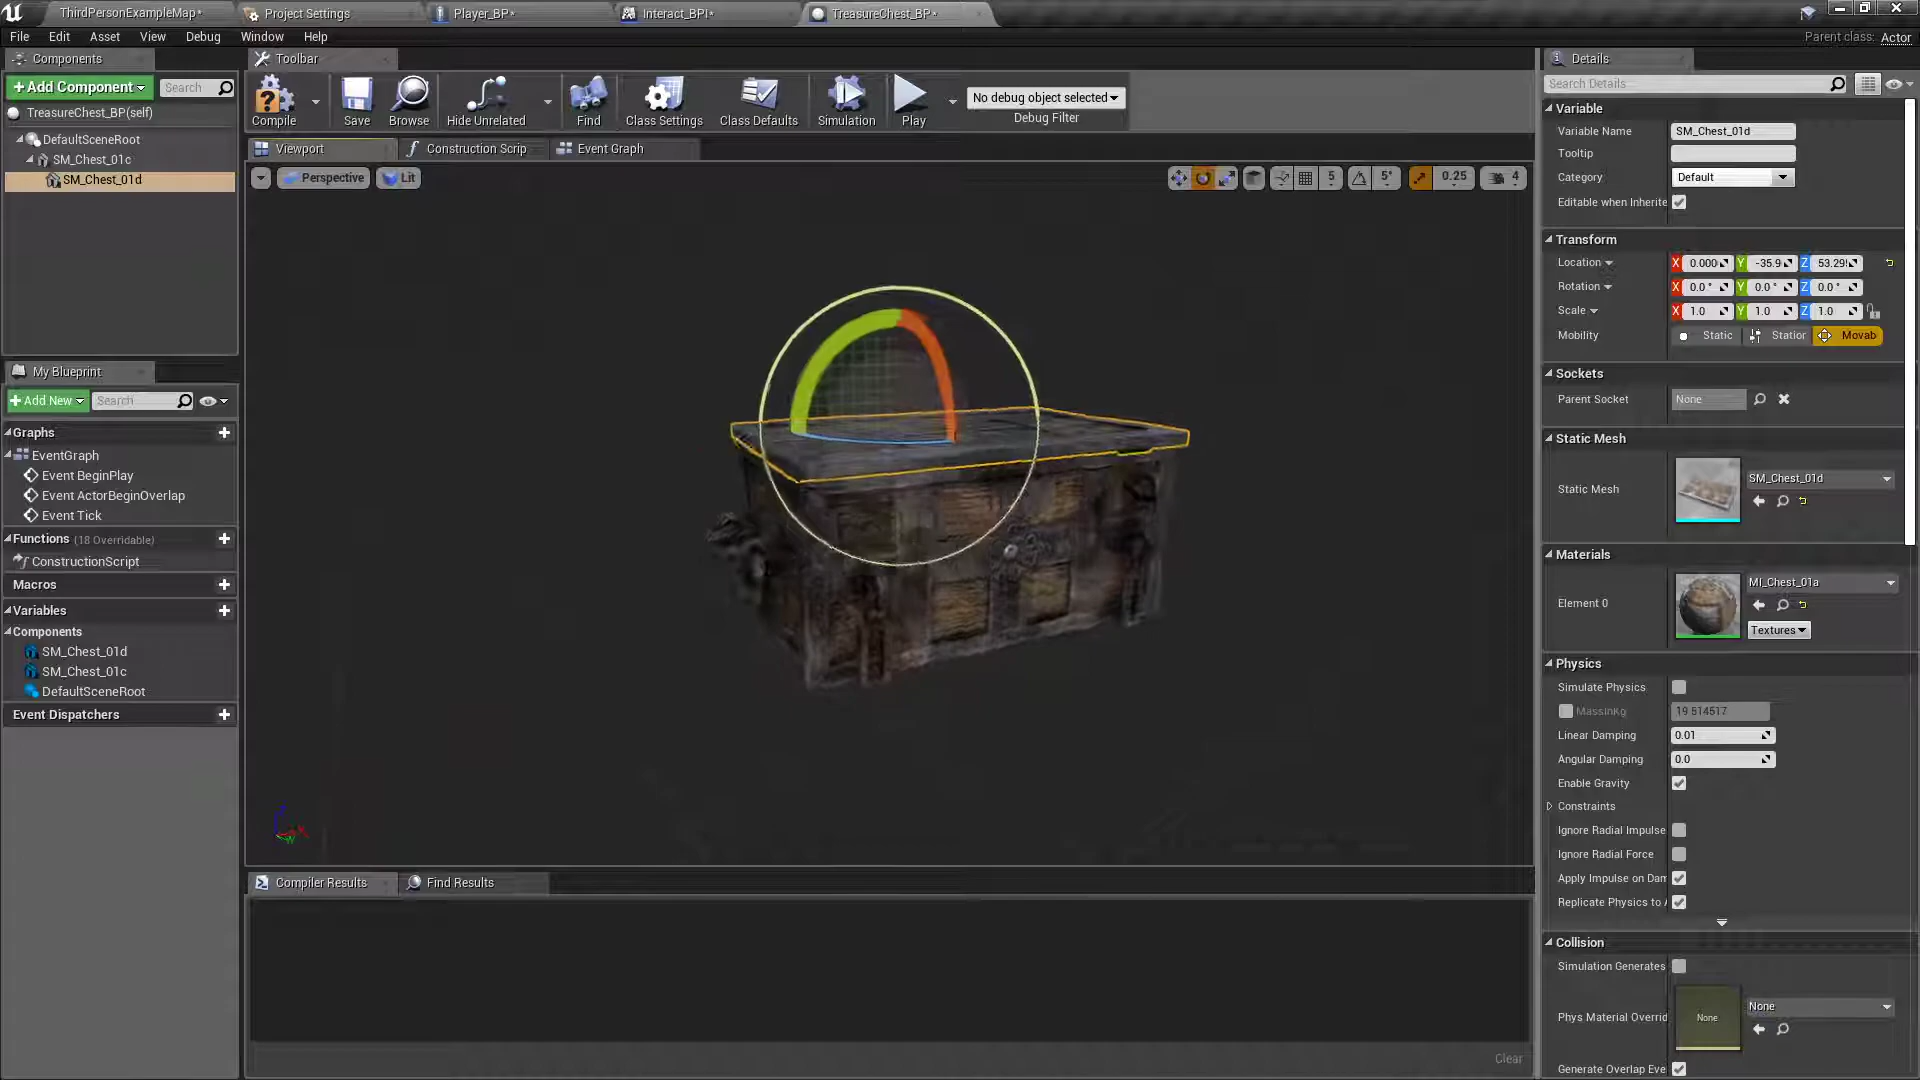 ThirdPersonExampleMap*
Project Settings
Player_BP*
Interact_BPI*
TreasureChest_BP*
File Edit Asset View Debug Window Help
Parent class: Actor
Components
+Add Component
Search
TreasureChest_BP(self)
DefaultSceneRoot
SM_Chest_01c
SM_Chest_01d
Toolbar
Compile
Save
Browse
Hide Unrelated
Find
Class Settings
Class Defaults
Simulation
Play
No debug object selected
Debug Filter
Viewport
Construction Scrip
Event Graph
Perspective
Lit
5
5°
0.25
4
My Blueprint
+Add New
Search
Graphs
EventGraph
Event BeginPlay
Event ActorBeginOverlap
Event Tick
Functions (18 Overridable)
ConstructionScript
Macros
Variables
Components
SM_Chest_01d
SM_Chest_01c
DefaultSceneRoot
Event Dispatchers
Compiler Results
Find Results
Clear
Details
Search Details
Variable
Variable Name SM_Chest_01d
Tooltip
Category Default
Editable when Inherite
Transform
Location X 0.000 Y -35.9 Z 53.29
Rotation X 0.0° Y 0.0° Z 0.0°
Scale X 1.0 Y 1.0 Z 1.0
Mobility Static Station Movab
Sockets
Parent Socket None
Static Mesh
Static Mesh SM_Chest_01d
Materials
Element 0 MI_Chest_01a
Textures
Physics
Simulate Physics
MassInKg 19.514517
Linear Damping 0.01
Angular Damping 0.0
Enable Gravity
Constraints
Ignore Radial Impulse
Ignore Radial Force
Apply Impulse on Dam
Replicate Physics to A
Collision
Simulation Generates
Phys Material Overrid None None
Generate Overlap Eve